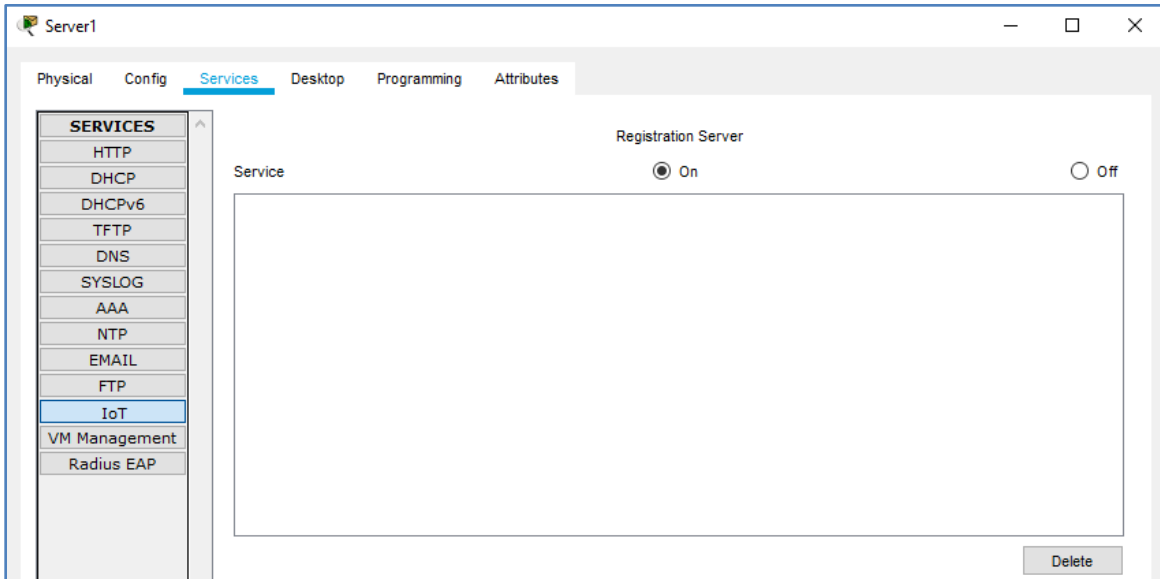 Server1
Physical Config Services Desktop Programming Attributes
SERVICES
HTTP
DHCP
DHCPv6
TFTP
DNS
SYSLOG
AAA
NTP
EMAIL
FTP
IoT
VM Management
Radius EAP
Registration Server
Service On Off
Delete